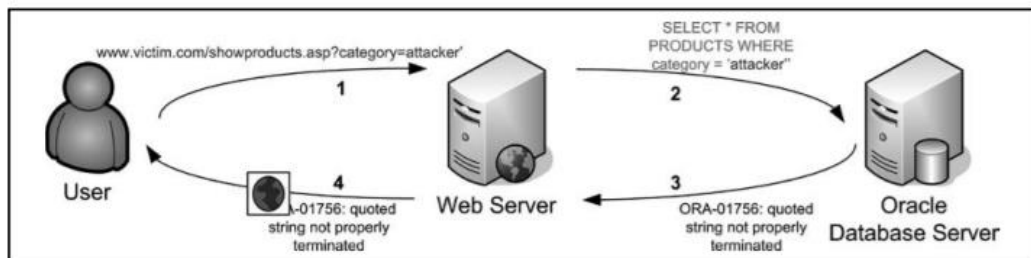 www.victim.com/showproducts.asp?category=attacker'
SELECT * FROM
PRODUCTS WHERE
category = 'attacker''
1
2
User
Web Server
Oracle
Database Server
4
-01756: quoted
string not properly
terminated
3
ORA-01756: quoted
string not properly
terminated